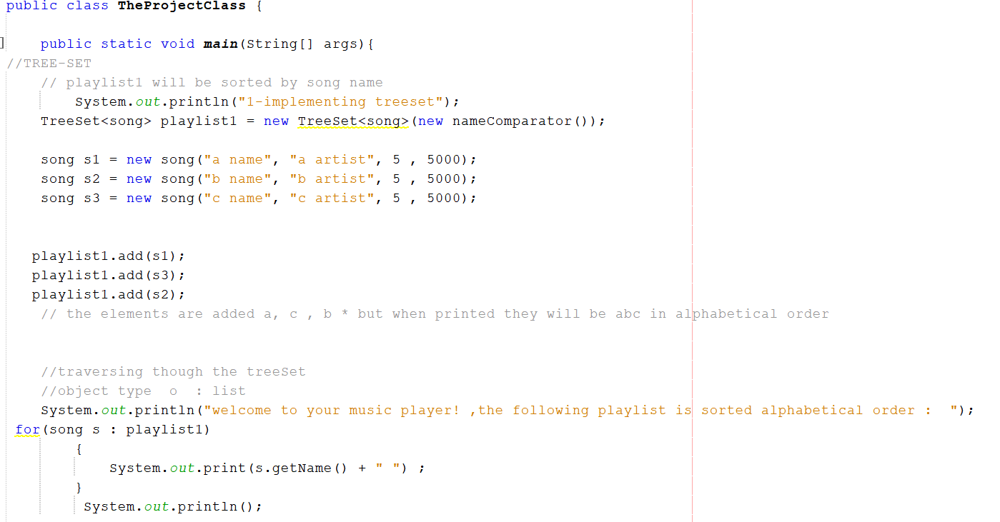 public class TheProjectClass {
public static void main(String[] args){
//TREE-SET
// playlist1 will be sorted by song name
System.out.println("1-implementing treeset");
TreeSet<song> playlist1 = new TreeSet<song>(new nameComparator());
song s1 = new song("a name", "a artist", 5 , 5000);
song s2 = new song("b name", "b artist", 5 , 5000);
song s3 = new song("c name", "c artist", 5 , 5000);
playlist1.add(s1);
playlist1.add(s3);
playlist1.add(s2);
// the elements are added a, c , b * but when printed they will be abc in alphabetical order
//traversing though the treeSet
//object type  o  : list
System.out.println("welcome to your music player! ,the following playlist is sorted alphabetical order :  ");
for(song s : playlist1)
{
System.out.print(s.getName() + " ") ;
}
System.out.println();